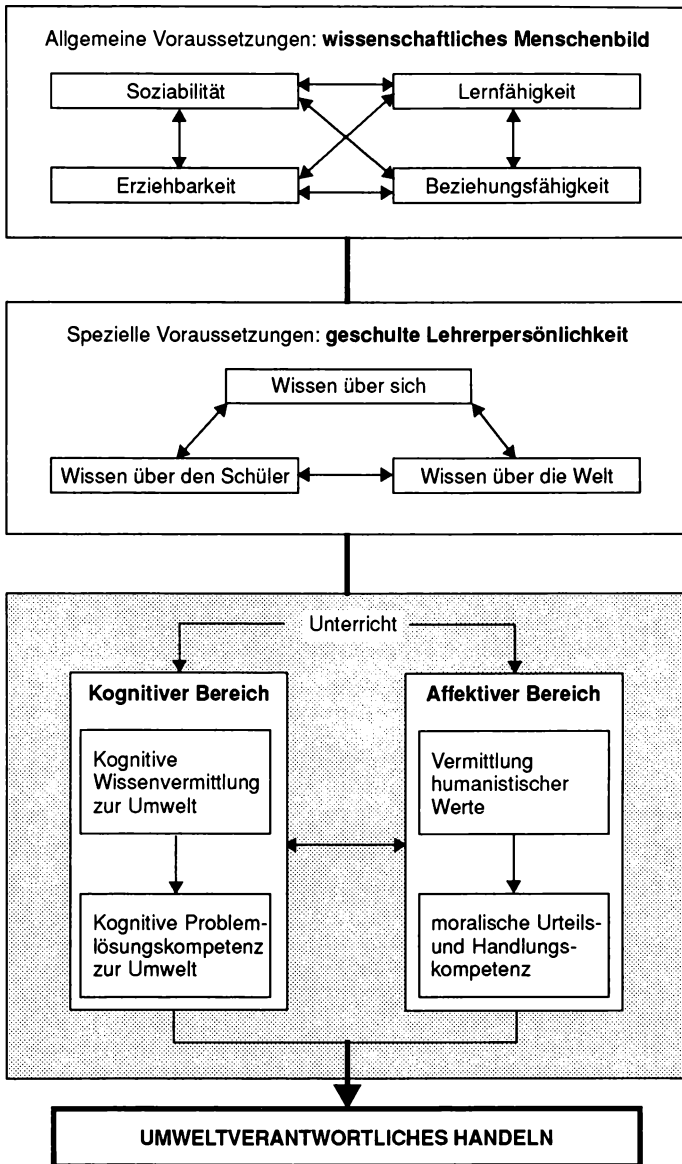 Allgemeine Voraussetzungen: wissenschaftliches Menschenbild
Soziabilität
Lernfähigkeit
Erziehbarkeit
Beziehungsfähigkeit
Spezielle Voraussetzungen: geschulte Lehrerpersönlichkeit
Wissen über sich
Wissen über den Schüler
Wissen über die Welt
Unterricht
Kognitiver Bereich
Kognitive
Wissenvermittlung
zur Umwelt
Kognitive Problem-
lösungskompetenz
zur Umwelt
Affektiver Bereich
Vermittlung
humanistischer
Werte
moralische Urteils-
und Handlungs-
kompetenz
UMWELTVERANTWORTLICHES HANDELN